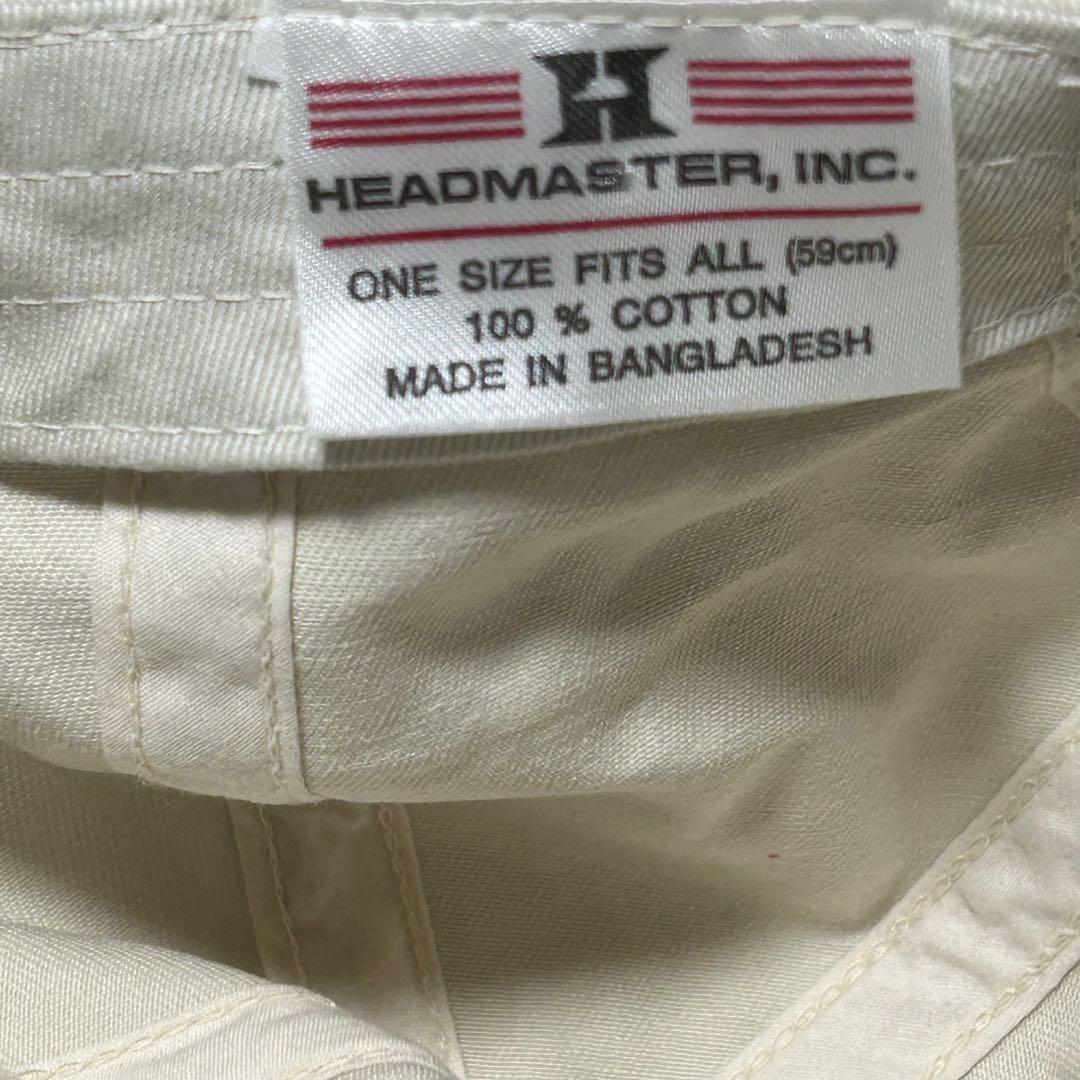 H
HEADMASTER, INC.
ONE SIZE FITS ALL (59cm)
100 % COTTON
MADE IN BANGLADESH